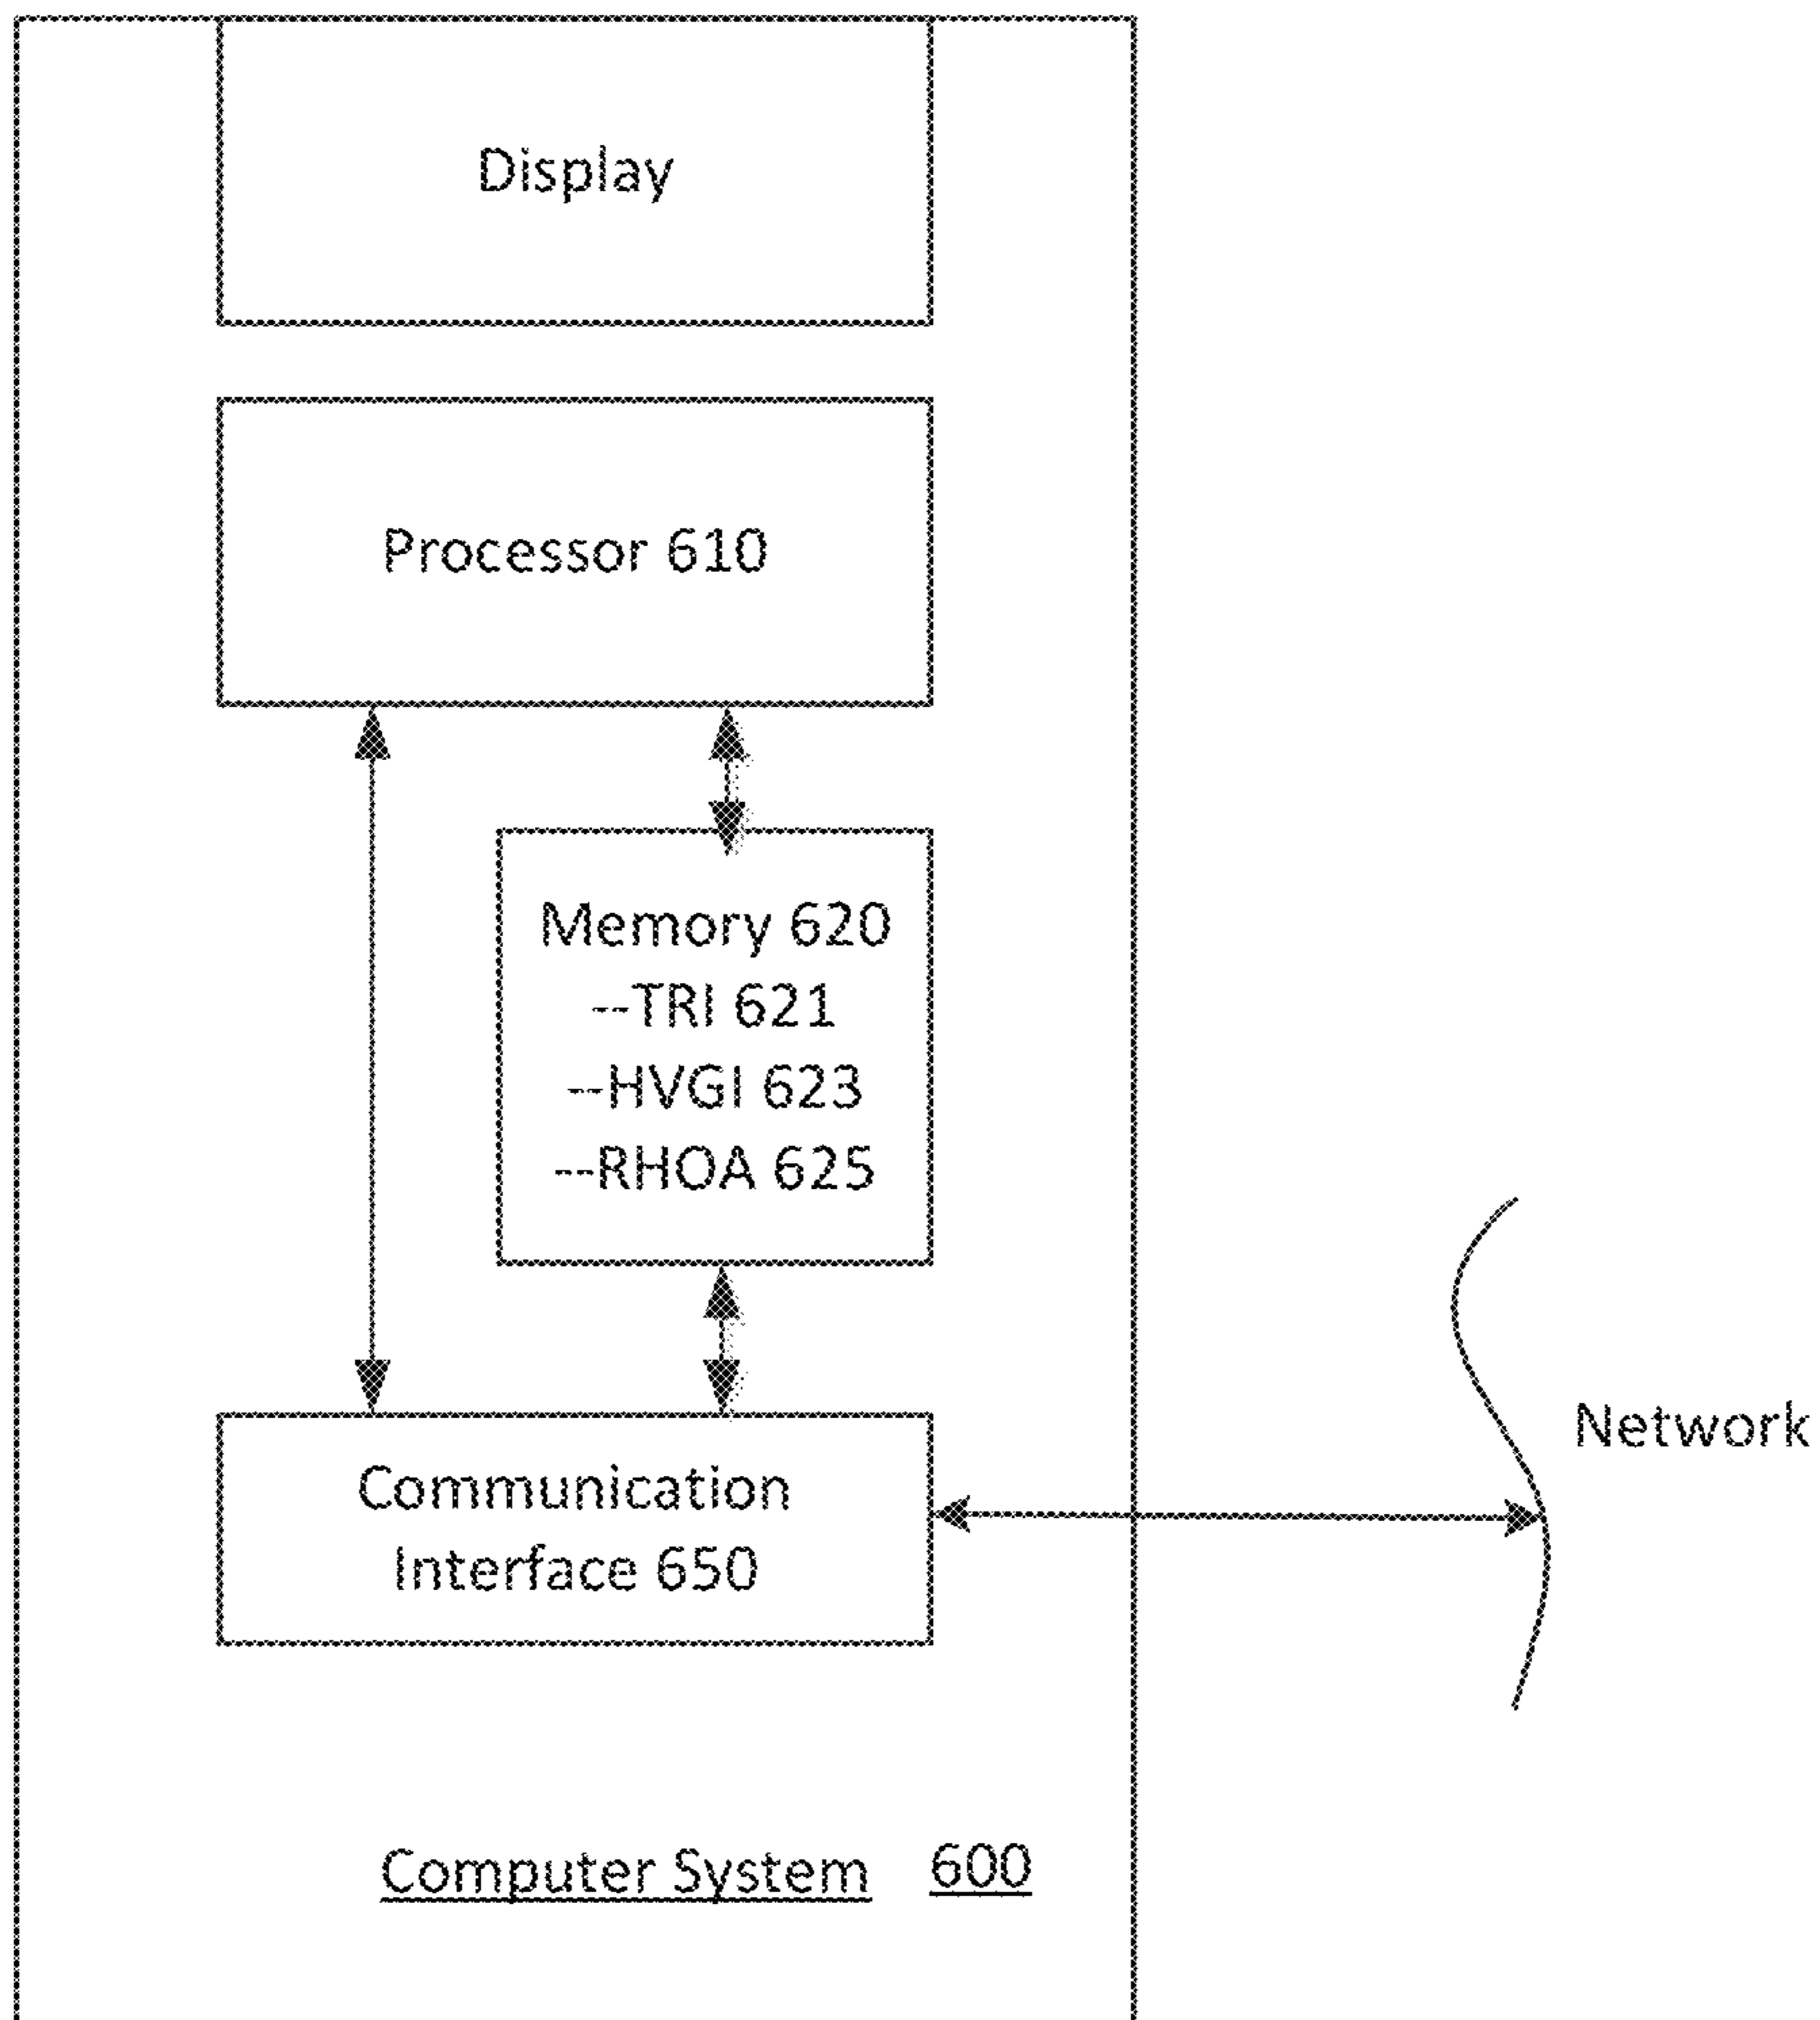 Display
Processor 610
Memory 620
--TRI 621
--HVGI 623
--RHOA 625
Network
Communication
Interface 650
Computer System 600